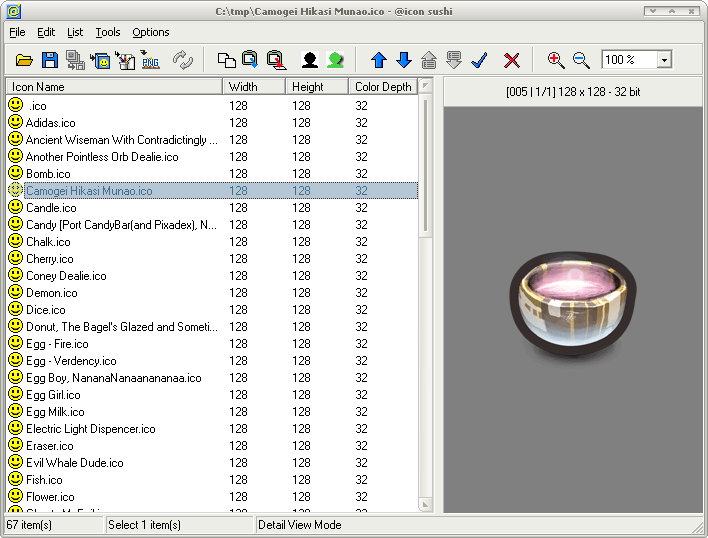 C:\tmp\Camogei Hikasi Munao.ico - @icon sushi
File Edit List Tools Options
PNG 100 %
Icon Name Width Height Color Depth
.ico 128 128 32
Adidas.ico 128 128 32
Ancient Wiseman With Contradictingly ... 128 128 32
Another Pointless Orb Dealie.ico 128 128 32
Bomb.ico 128 128 32
Camogei Hikasi Munao.ico 128 128 32
Candle.ico 128 128 32
Candy [Port CandyBar(and Pixadex), N... 128 128 32
Chalk.ico 128 128 32
Cherry.ico 128 128 32
Coney Dealie.ico 128 128 32
Demon.ico 128 128 32
Dice.ico 128 128 32
Donut, The Bagel's Glazed and Someti... 128 128 32
Egg - Fire.ico 128 128 32
Egg - Verdency.ico 128 128 32
Egg Boy, NananaNanaanananaa.ico 128 128 32
Egg Girl.ico 128 128 32
Egg Milk.ico 128 128 32
Electric Light Dispencer.ico 128 128 32
Eraser.ico 128 128 32
Evil Whale Dude.ico 128 128 32
Fish.ico 128 128 32
Flower.ico 128 128 32
[005 | 1/1] 128 x 128 - 32 bit
67 item(s) Select 1 item(s) Detail View Mode